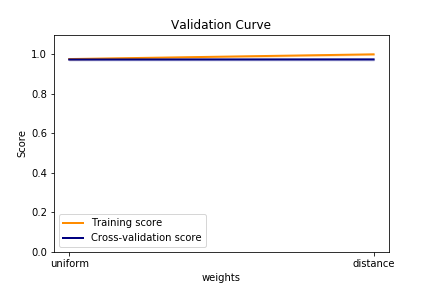 Validation Curve
1.0
0.8
0.6
0.4
0.2
0.0
Score
Training score
Cross-validation score
uniform
distance
weights